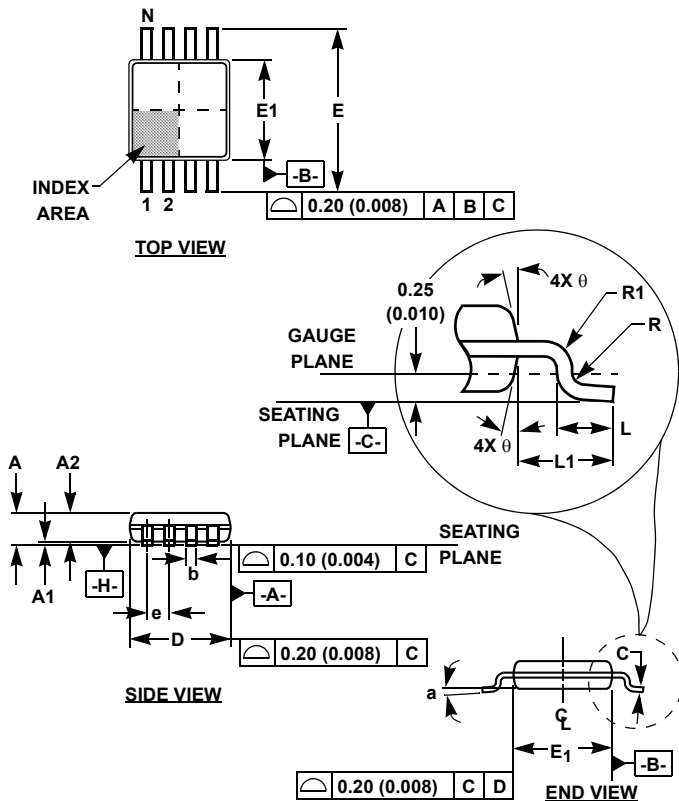 N
E1
E
-B-
INDEX
AREA
1 2
0.20 (0.008) A B C
TOP VIEW
0.25
(0.010)
4X θ
R1
R
GAUGE
PLANE
SEATING
PLANE
-C-
4X θ
L
L1
A
A2
SEATING
PLANE
A1
-H-
b
0.10 (0.004) C
-A-
e
D
0.20 (0.008) C
SIDE VIEW
C
a
CL
E1
-B-
0.20 (0.008) C D
END VIEW